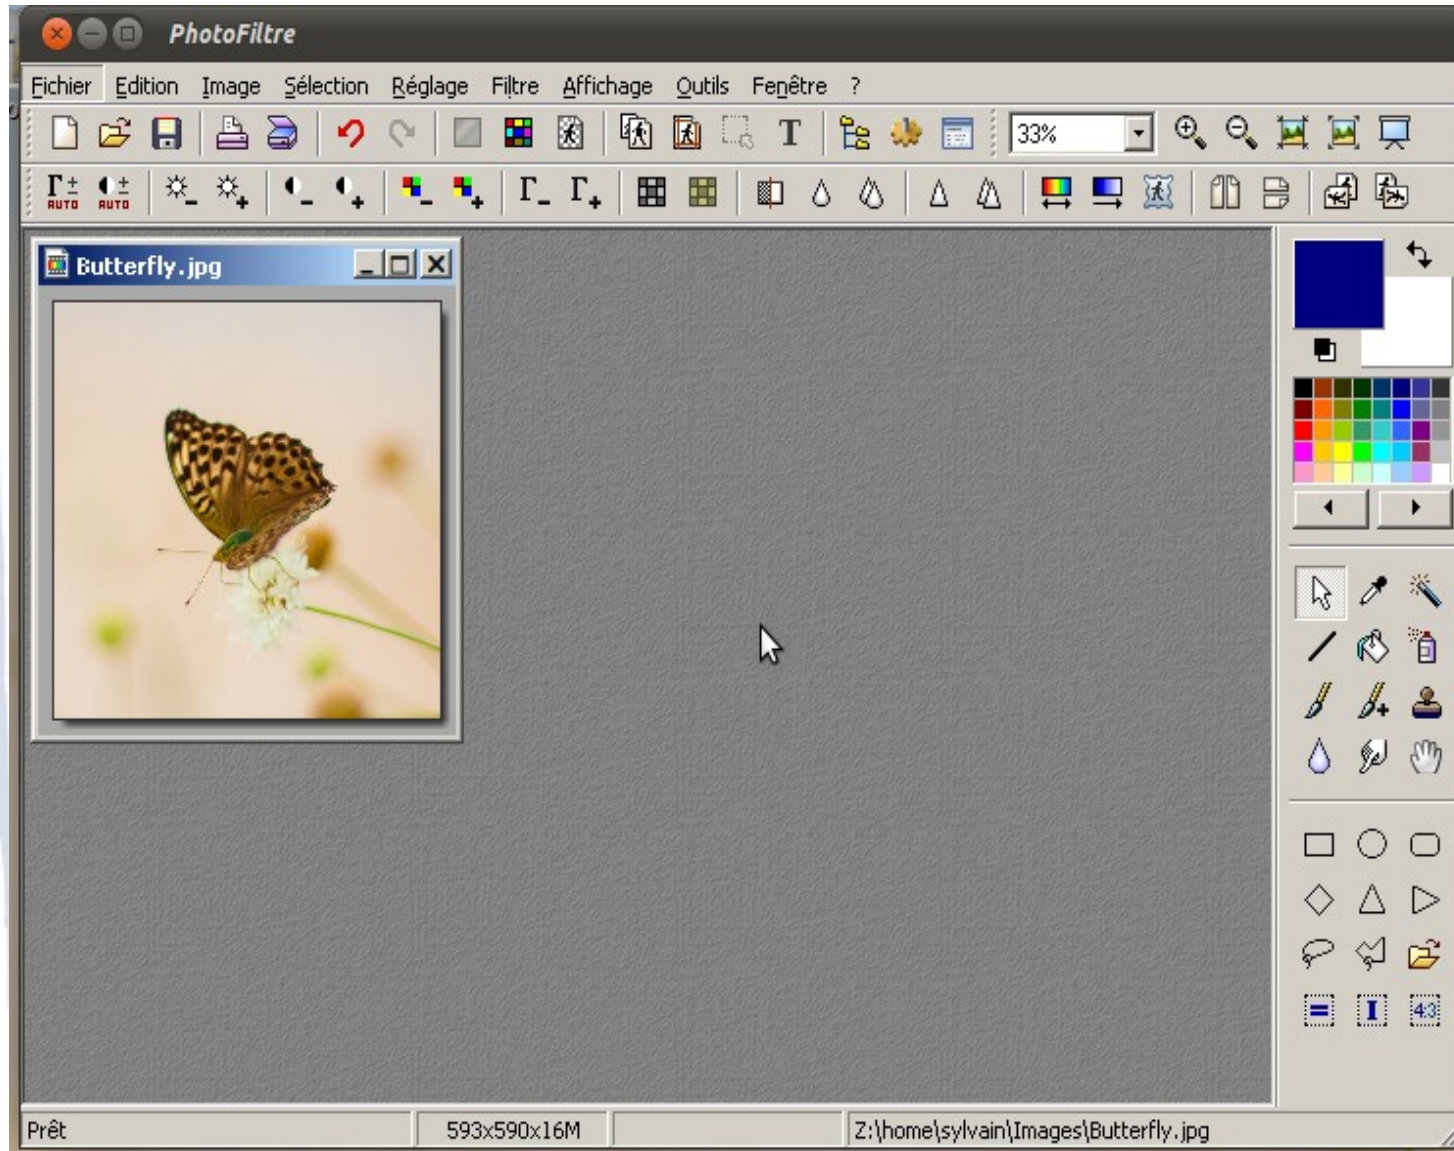 PhotoFiltre
Fichier Edition Image Sélection Réglage Filtre Affichage Outils Fenêtre ?
T 33%
Γ± AUTO ± AUTO Γ- Γ+
Butterfly.jpg
I 4:3
Prêt 593x590x16M Z:\home\sylvain\Images\Butterfly.jpg